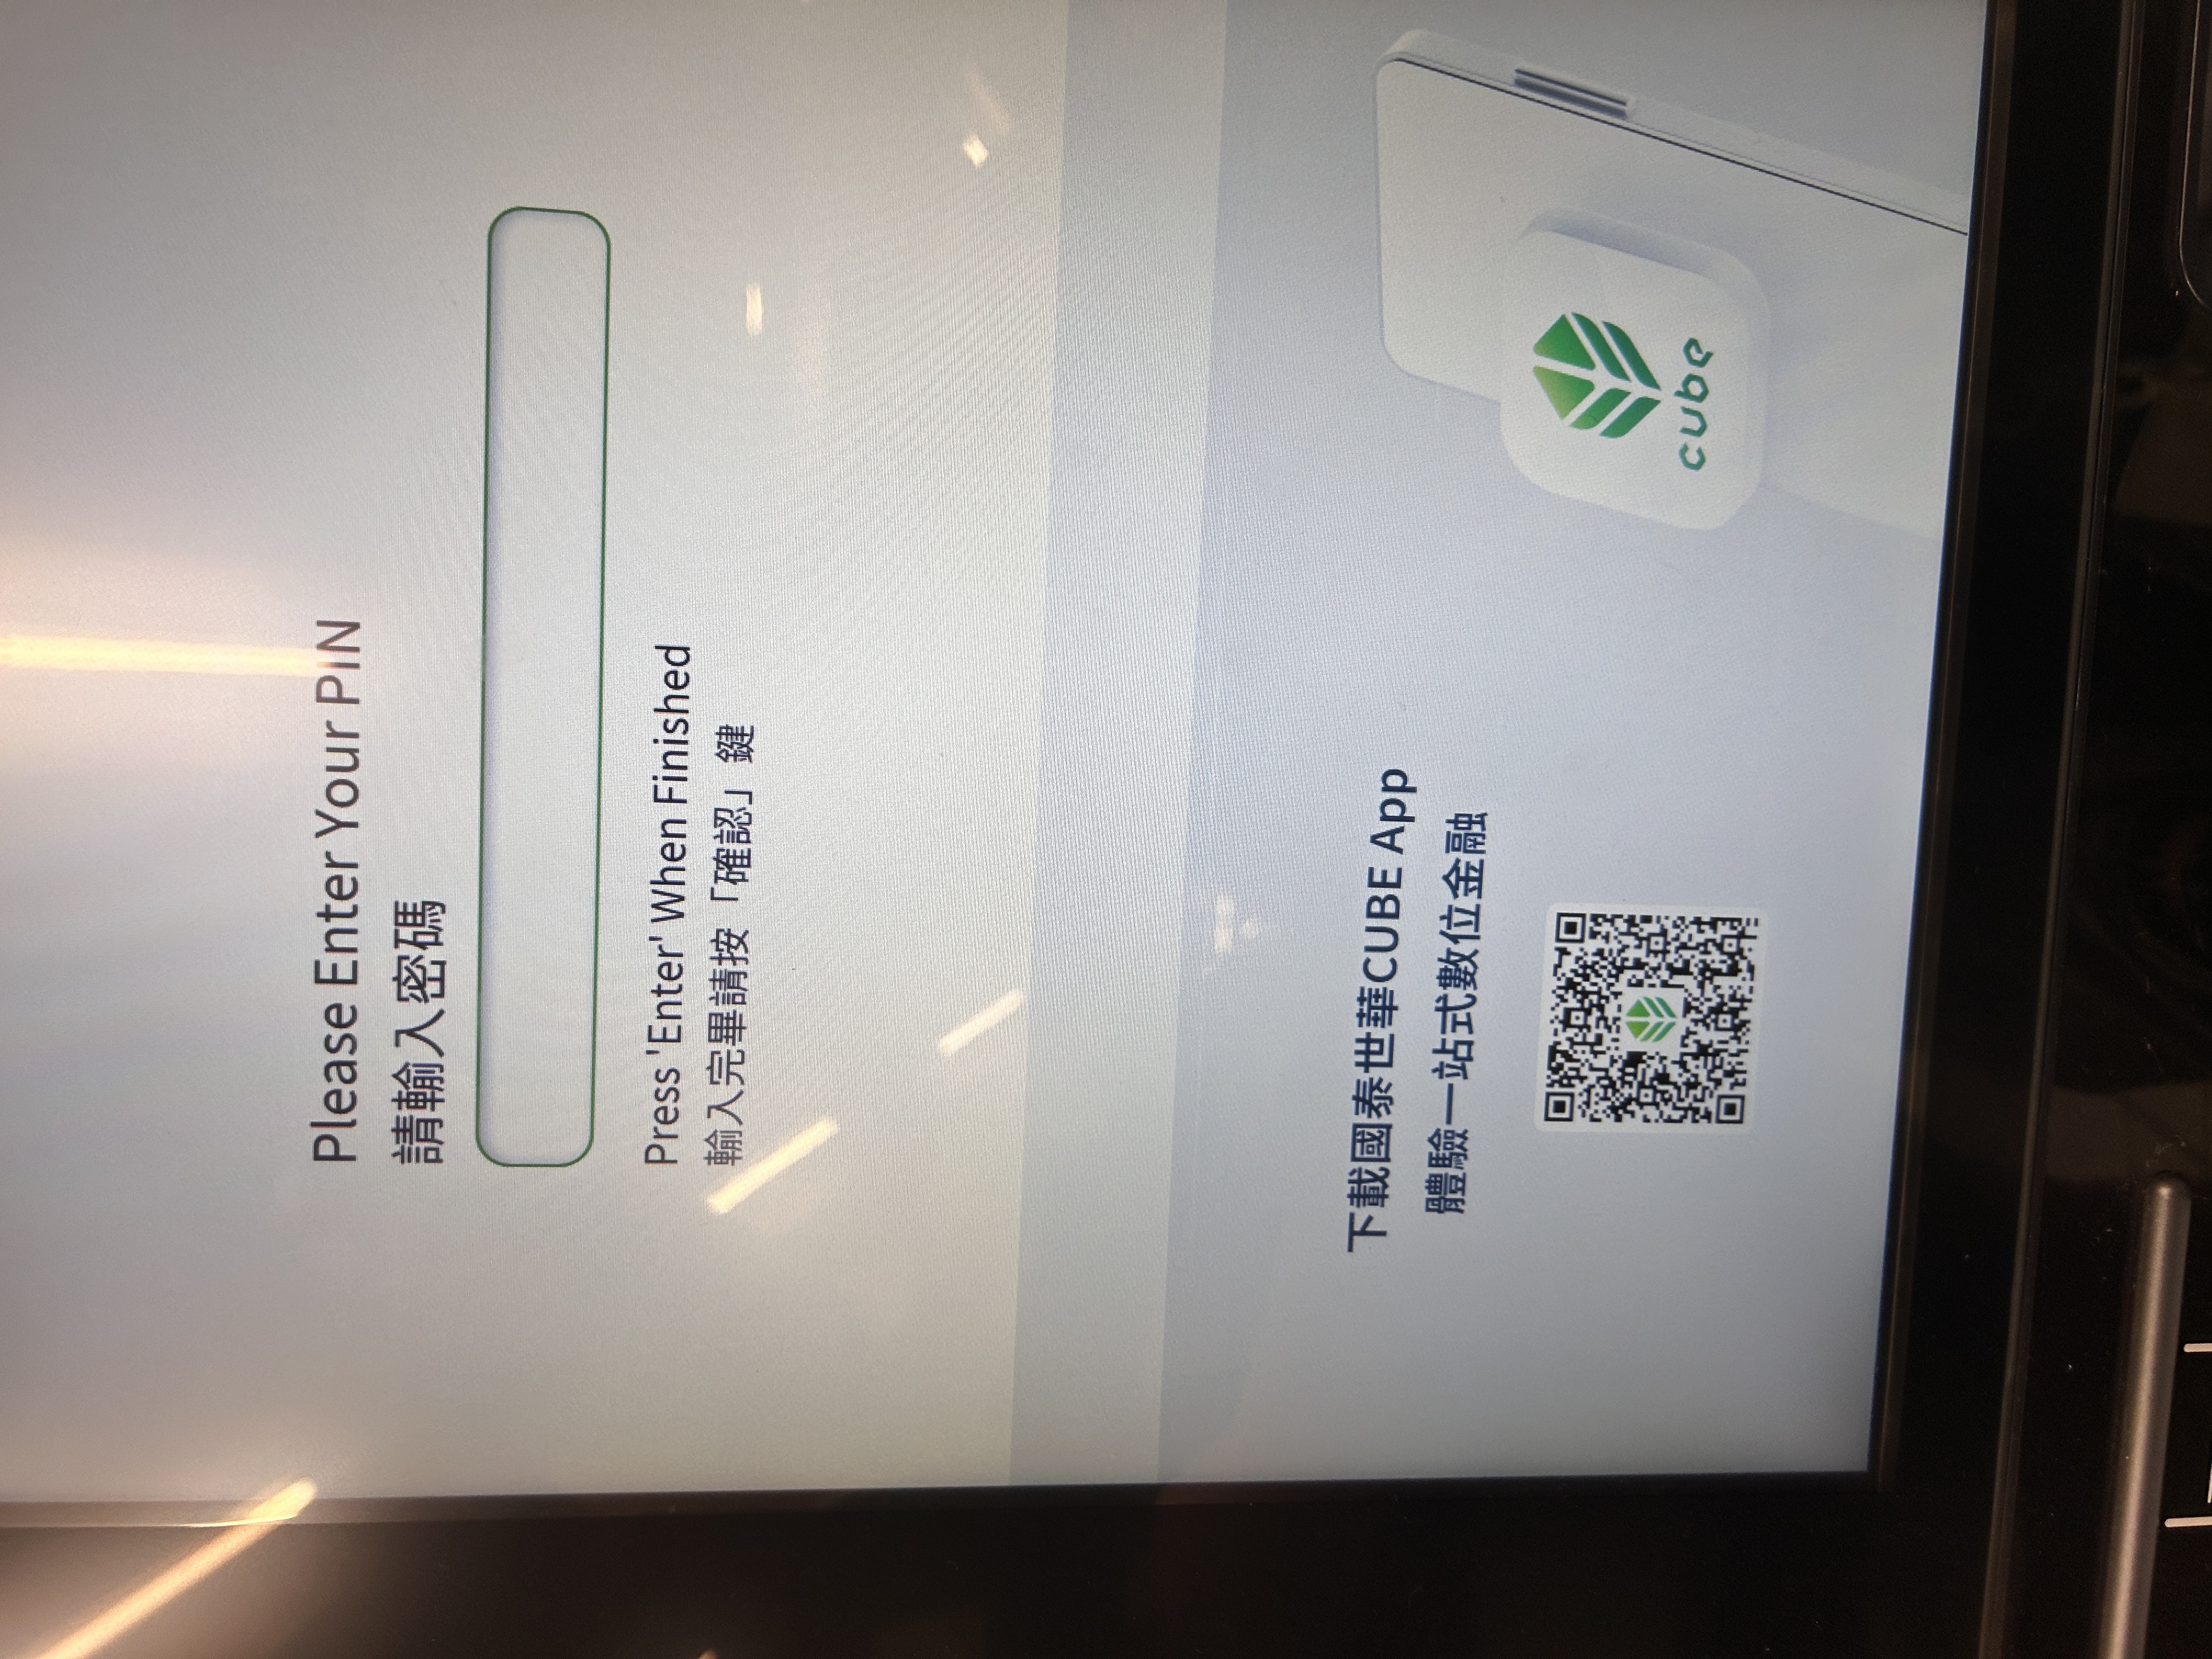 Please Enter Your PIN
請輸入密碼
Press 'Enter' When Finished
輸入完畢請按「確認」鍵
下載國泰世華CUBE App
體驗一站式數位金融
cube